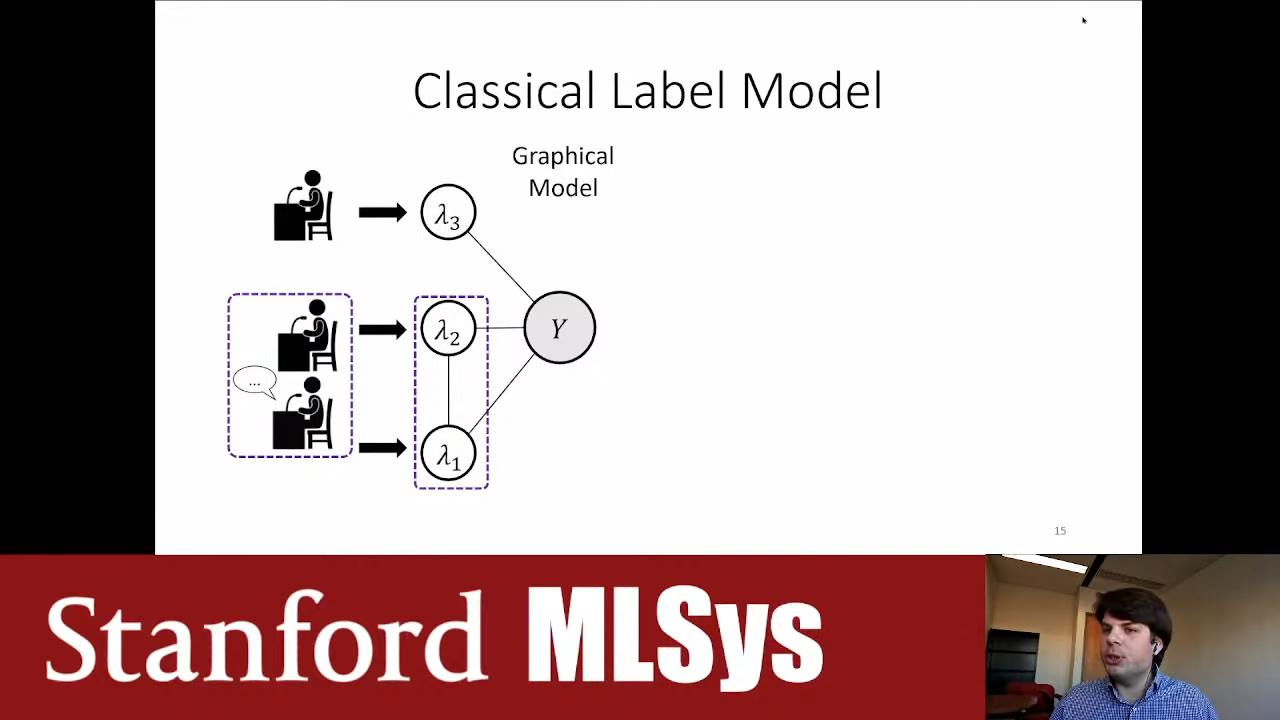 Classical Label Model
Graphical
Model
λ3
λ2
Y
...
λ1
15
Stanford MLSys